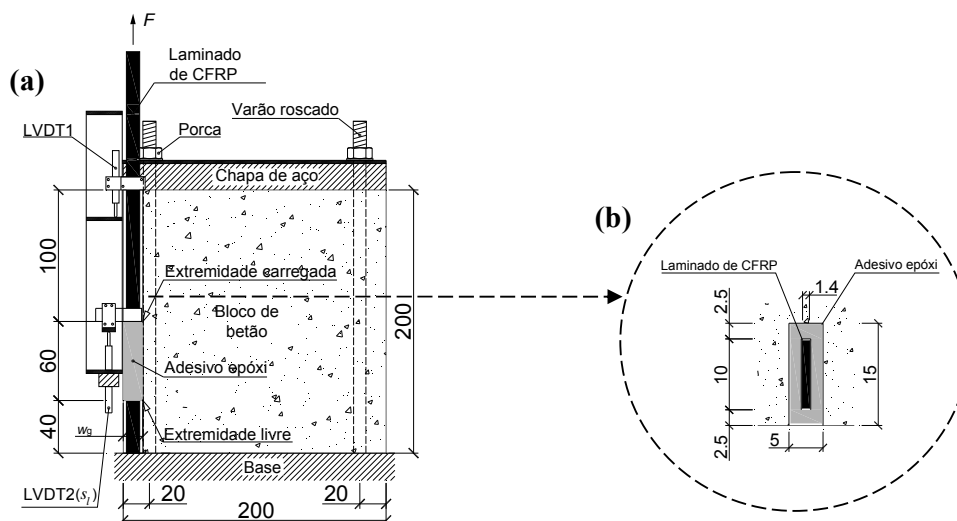 F
(a)
Laminado
de CFRP
LVDT1
Porca
Varão roscado
Chapa de aço
100
Extremidade carregada
Bloco de
betão
200
60
Adesivo epóxi
40
wg
Extremidade livre
Base
LVDT2(sl)
20
20
200
(b)
Laminado de CFRP
Adesivo epóxi
1.4
2.5
10
15
2.5
5